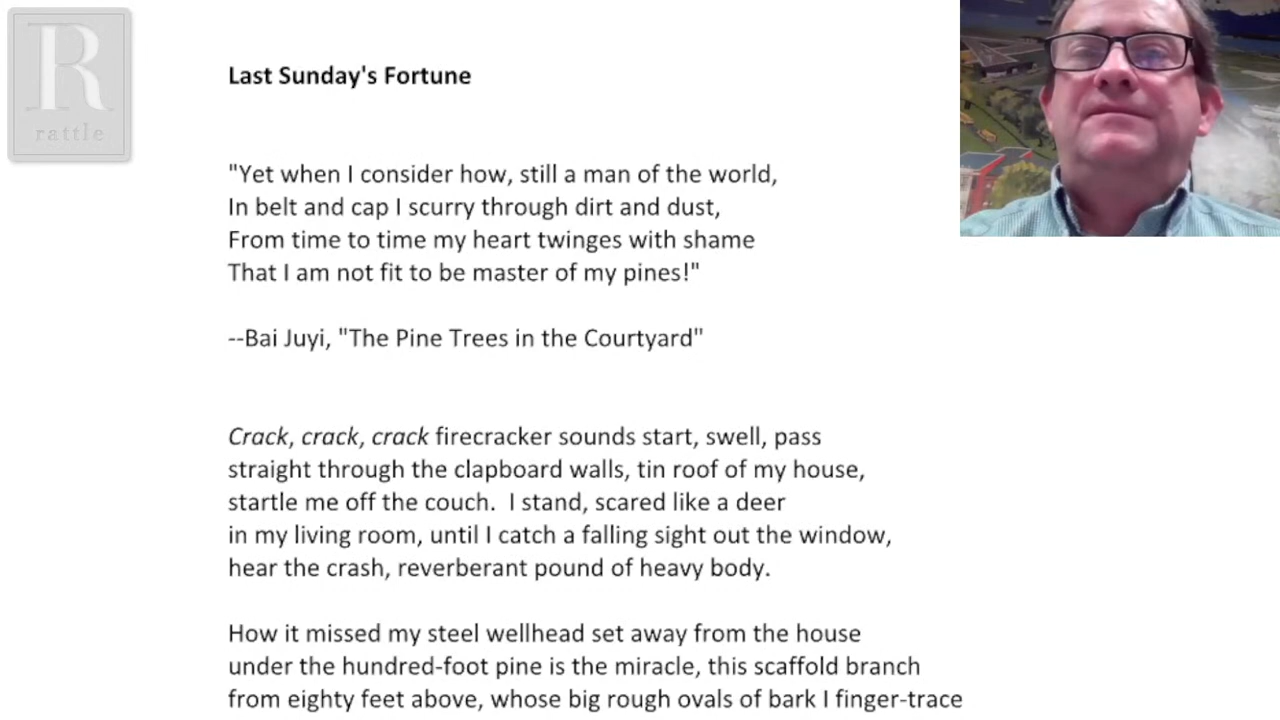 R
rattle
Last Sunday's Fortune
"Yet when I consider how, still a man of the world,
In belt and cap I scurry through dirt and dust,
From time to time my heart twinges with shame
That I am not fit to be master of my pines!"
--Bai Juyi, "The Pine Trees in the Courtyard"
Crack, crack, crack firecracker sounds start, swell, pass
straight through the clapboard walls, tin roof of my house,
startle me off the couch.  I stand, scared like a deer
in my living room, until I catch a falling sight out the window,
hear the crash, reverberant pound of heavy body.
How it missed my steel wellhead set away from the house
under the hundred-foot pine is the miracle, this scaffold branch
from eighty feet above, whose big rough ovals of bark I finger-trace